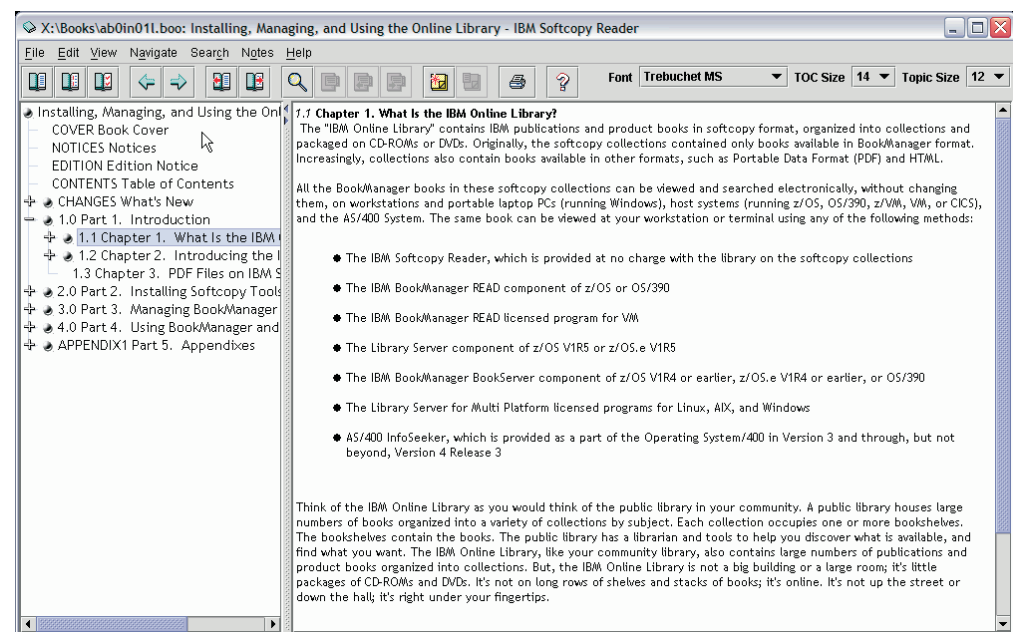 X:\Books\ab0in01l.boo: Installing, Managing, and Using the Online Library - IBM Softcopy Reader
File Edit View Navigate Search Notes Help
Font Trebuchet MS TOC Size 14 Topic Size 12
Installing, Managing, and Using the Onl
COVER Book Cover
NOTICES Notices
EDITION Edition Notice
CONTENTS Table of Contents
CHANGES What's New
1.0 Part 1. Introduction
1.1 Chapter 1. What Is the IBM
1.2 Chapter 2. Introducing the I
1.3 Chapter 3. PDF Files on IBM S
2.0 Part 2. Installing Softcopy Tools
3.0 Part 3. Managing BookManager
4.0 Part 4. Using BookManager and
APPENDIX1 Part 5. Appendixes
1.1 Chapter 1. What Is the IBM Online Library?
The "IBM Online Library" contains IBM publications and product books in softcopy format, organized into collections and
packaged on CD-ROMs or DVDs. Originally, the softcopy collections contained only books available in BookManager format.
Increasingly, collections also contain books available in other formats, such as Portable Data Format (PDF) and HTML.
All the BookManager books in these softcopy collections can be viewed and searched electronically, without changing
them, on workstations and portable laptop PCs (running Windows), host systems (running z/OS, OS/390, z/VM, VM, or CICS),
and the AS/400 System. The same book can be viewed at your workstation or terminal using any of the following methods:
● The IBM Softcopy Reader, which is provided at no charge with the library on the softcopy collections
● The IBM BookManager READ component of z/OS or OS/390
● The IBM BookManager READ licensed program for VM
● The Library Server component of z/OS V1R5 or z/OS.e V1R5
● The IBM BookManager BookServer component of z/OS V1R4 or earlier, z/OS.e V1R4 or earlier, or OS/390
● The Library Server for Multi Platform licensed programs for Linux, AIX, and Windows
● AS/400 InfoSeeker, which is provided as a part of the Operating System/400 in Version 3 and through, but not
beyond, Version 4 Release 3
Think of the IBM Online Library as you would think of the public library in your community. A public library houses large
numbers of books organized into a variety of collections by subject. Each collection occupies one or more bookshelves.
The bookshelves contain the books. The public library has a librarian and tools to help you discover what is available, and
find what you want. The IBM Online Library, like your community library, also contains large numbers of publications and
product books organized into collections. But, the IBM Online Library is not a big building or a large room; it's little
packages of CD-ROMs and DVDs. It's not on long rows of shelves and stacks of books; it's online. It's not up the street or
down the hall; it's right under your fingertips.